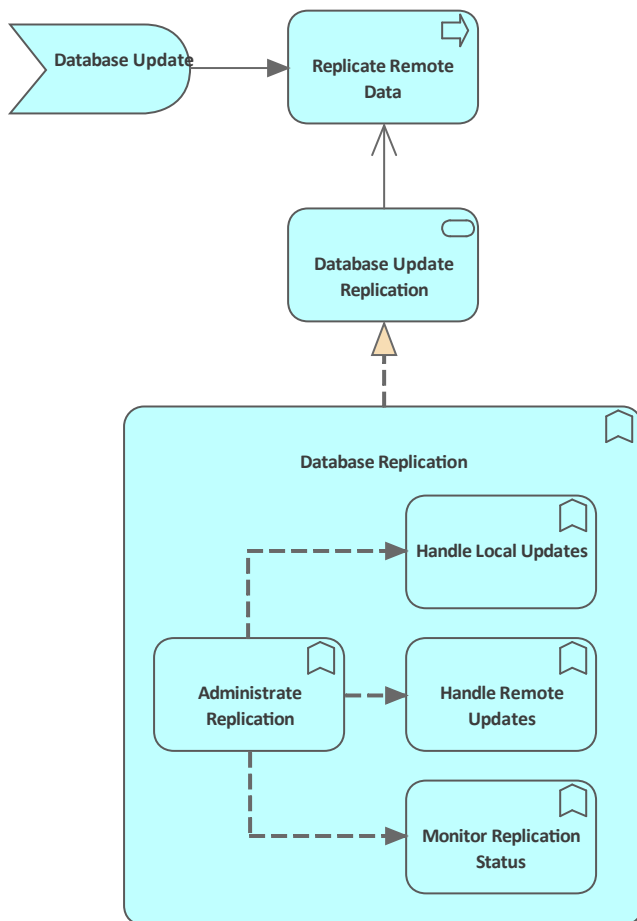 Database Update
Replicate Remote
Data
Database Update
Replication
Database Replication
Handle Local Updates
Administrate
Replication
Handle Remote
Updates
Monitor Replication
Status